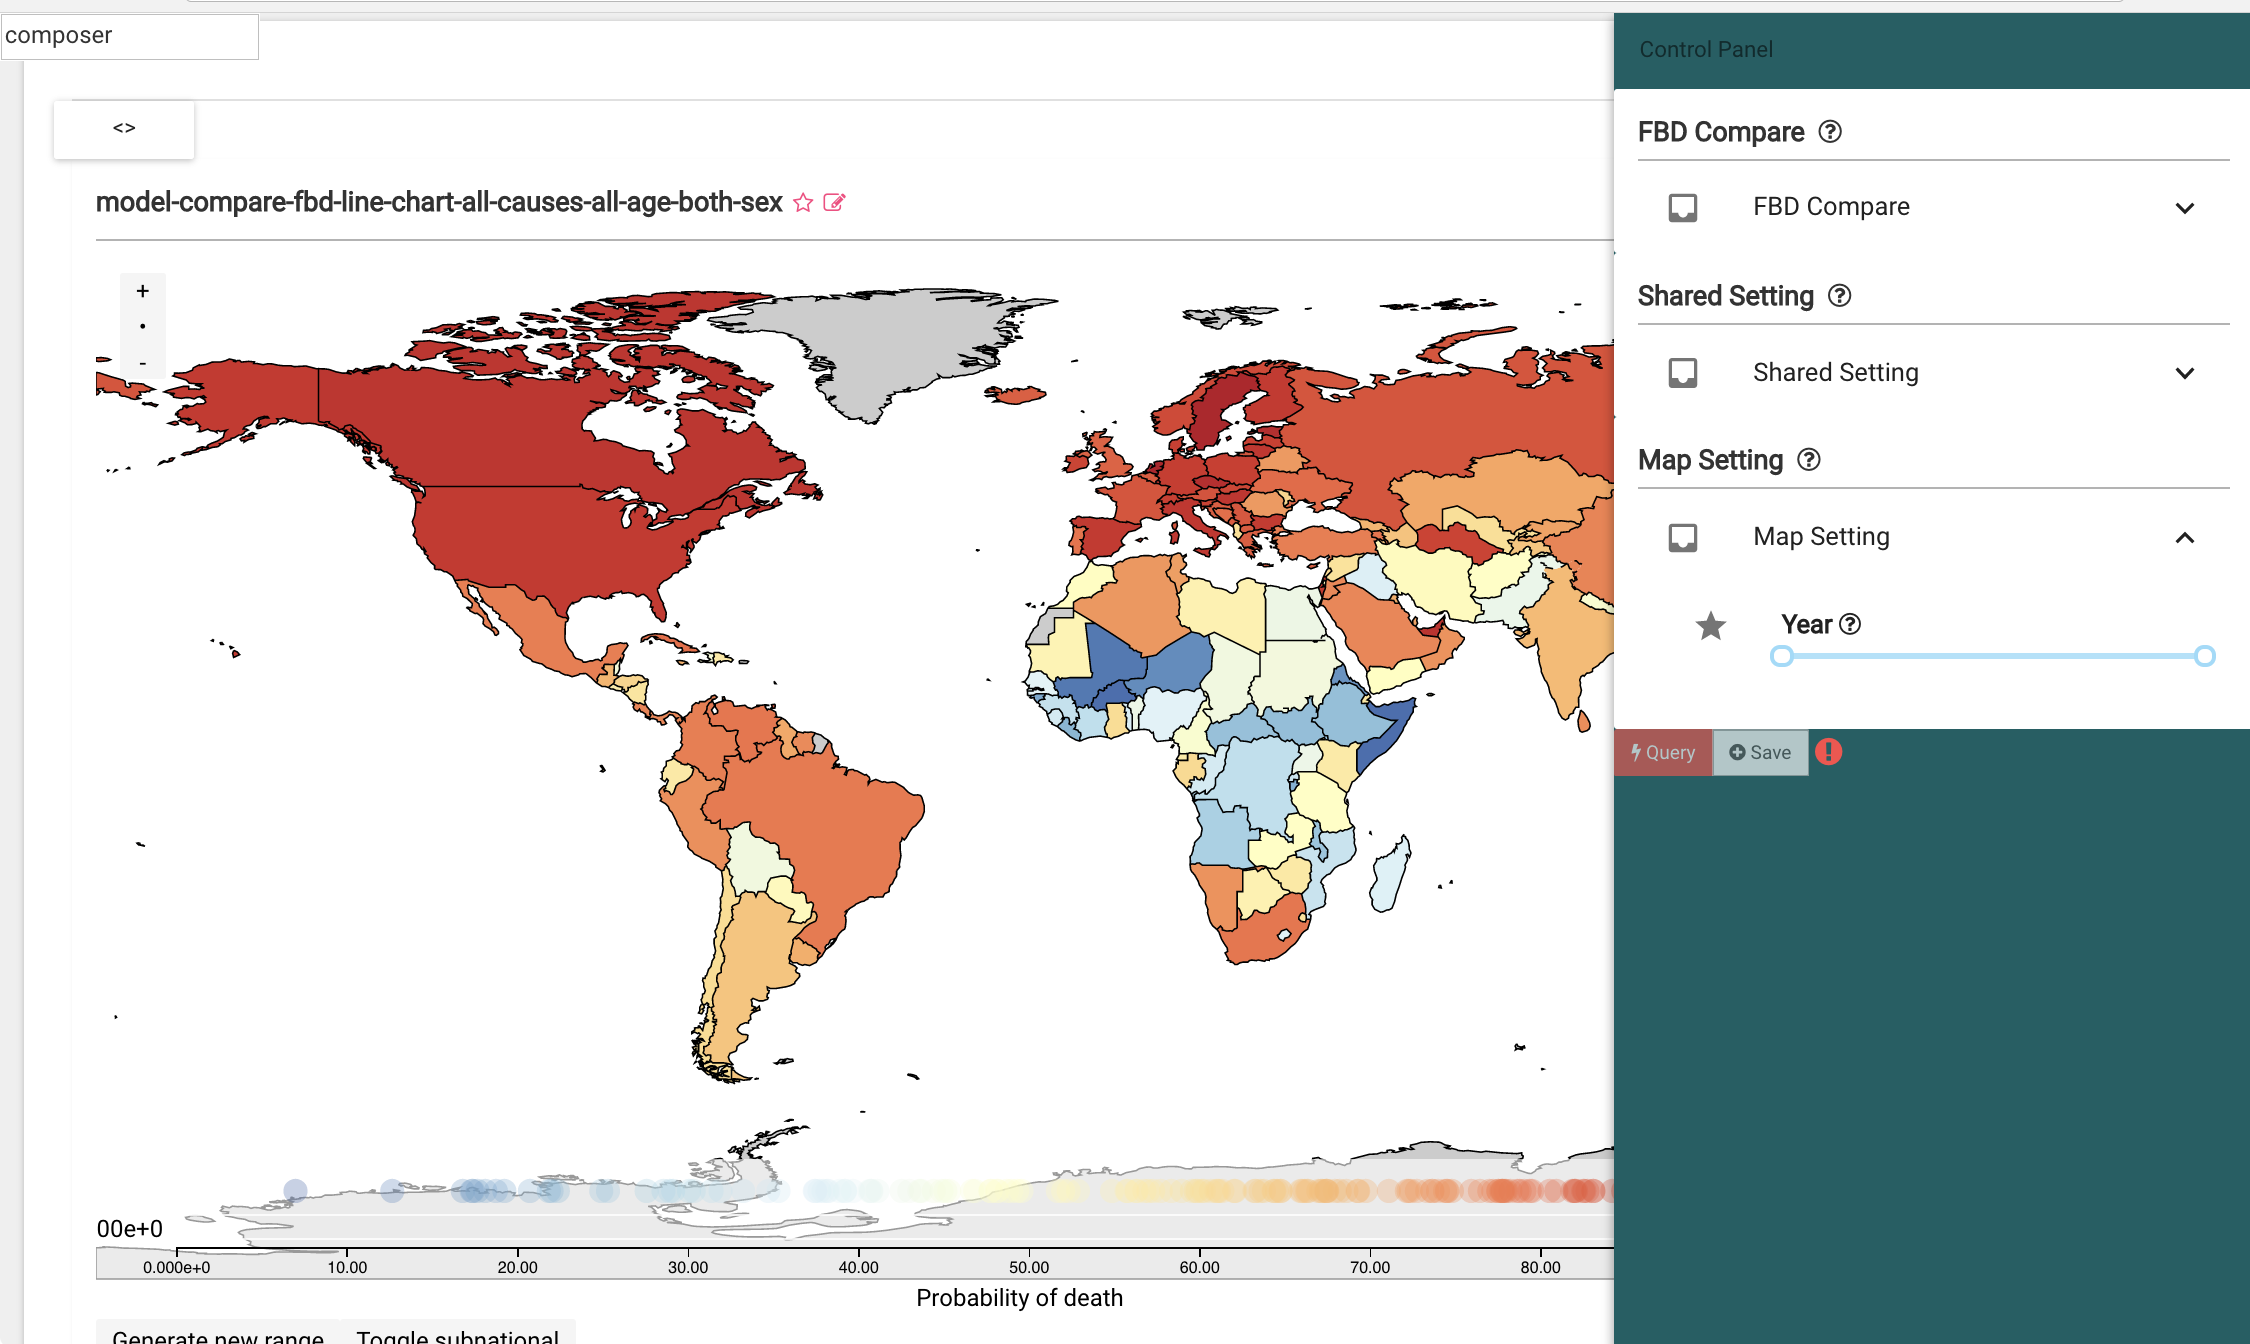 composer
Control Panel
<>
FBD Compare
FBD Compare
model-compare-fbd-line-chart-all-causes-all-age-both-sex
+
-
Shared Setting
Shared Setting
Map Setting
Map Setting
Year
Query
Save
00e+0
0.000e+0 10.00 20.00 30.00 40.00 50.00 60.00 70.00 80.00
Probability of death
Generate new range Toggle subnational